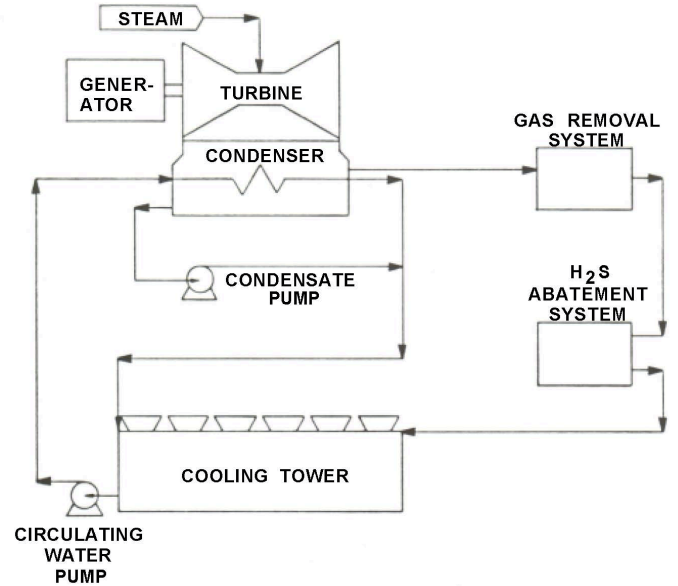 STEAM
GENER-
ATOR
TURBINE
CONDENSER
GAS REMOVAL
SYSTEM
CONDENSATE
PUMP
H2S
ABATEMENT
SYSTEM
COOLING TOWER
CIRCULATING
WATER
PUMP